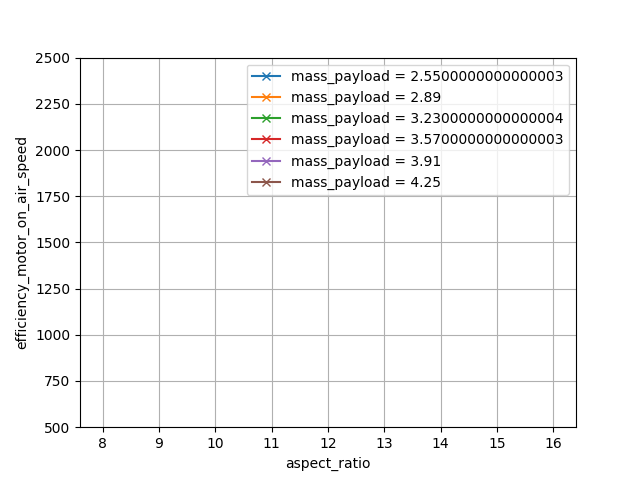 2500
2250
2000
1750
1500
1250
1000
750
500
efficiency_motor_on_air_speed
mass_payload = 2.5500000000000003
mass_payload = 2.89
mass_payload = 3.2300000000000004
mass_payload = 3.5700000000000003
mass_payload = 3.91
mass_payload = 4.25
8 9 10 11 12 13 14 15 16
aspect_ratio